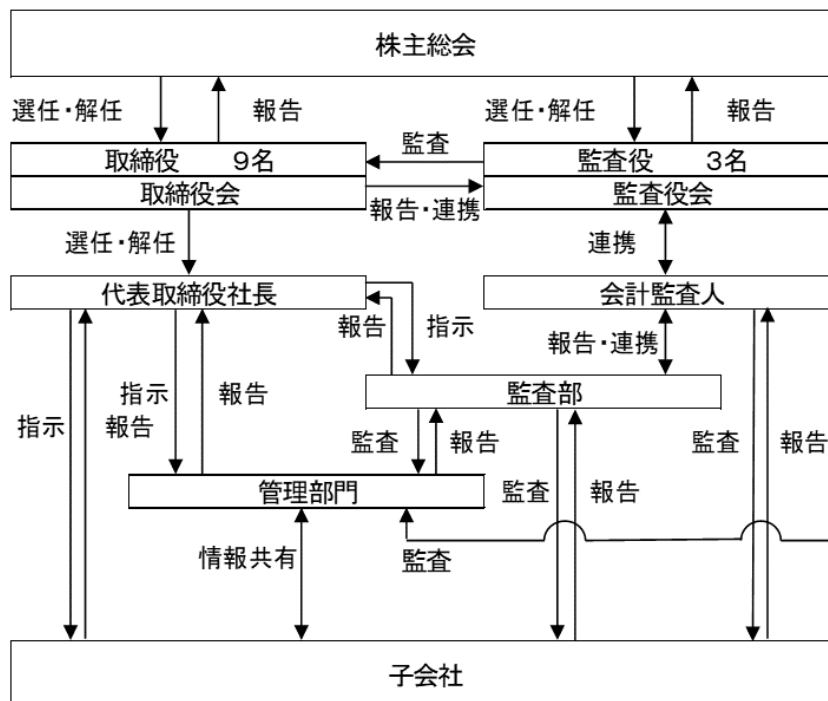 株主総会
選任・解任 報告 選任・解任 報告
取締役 9名 監査 監査役 3名
取締役会 報告・連携 監査役会
選任・解任 連携
代表取締役社長 会計監査人
報告 指示 報告・連携
監査部
指示 報告 指示 報告 監査 報告 監査 報告
管理部門 監査 報告
情報共有 監査
子会社